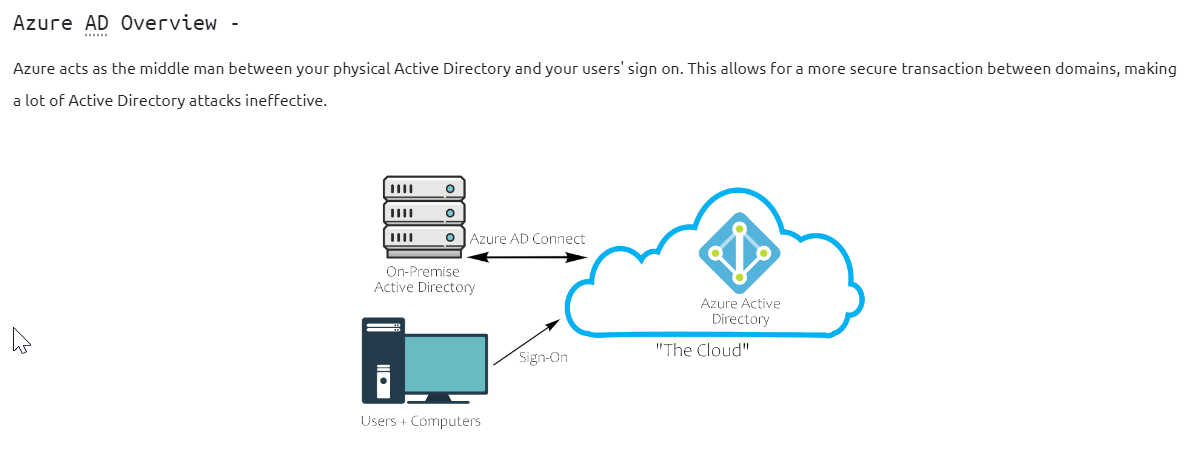 Azure AD Overview -
Azure acts as the middle man between your physical Active Directory and your users' sign on. This allows for a more secure transaction between domains, making
a lot of Active Directory attacks ineffective.
Azure AD Connect
On-Premise
Active Directory
Azure Active
Directory
"The Cloud"
Sign-On
Users + Computers